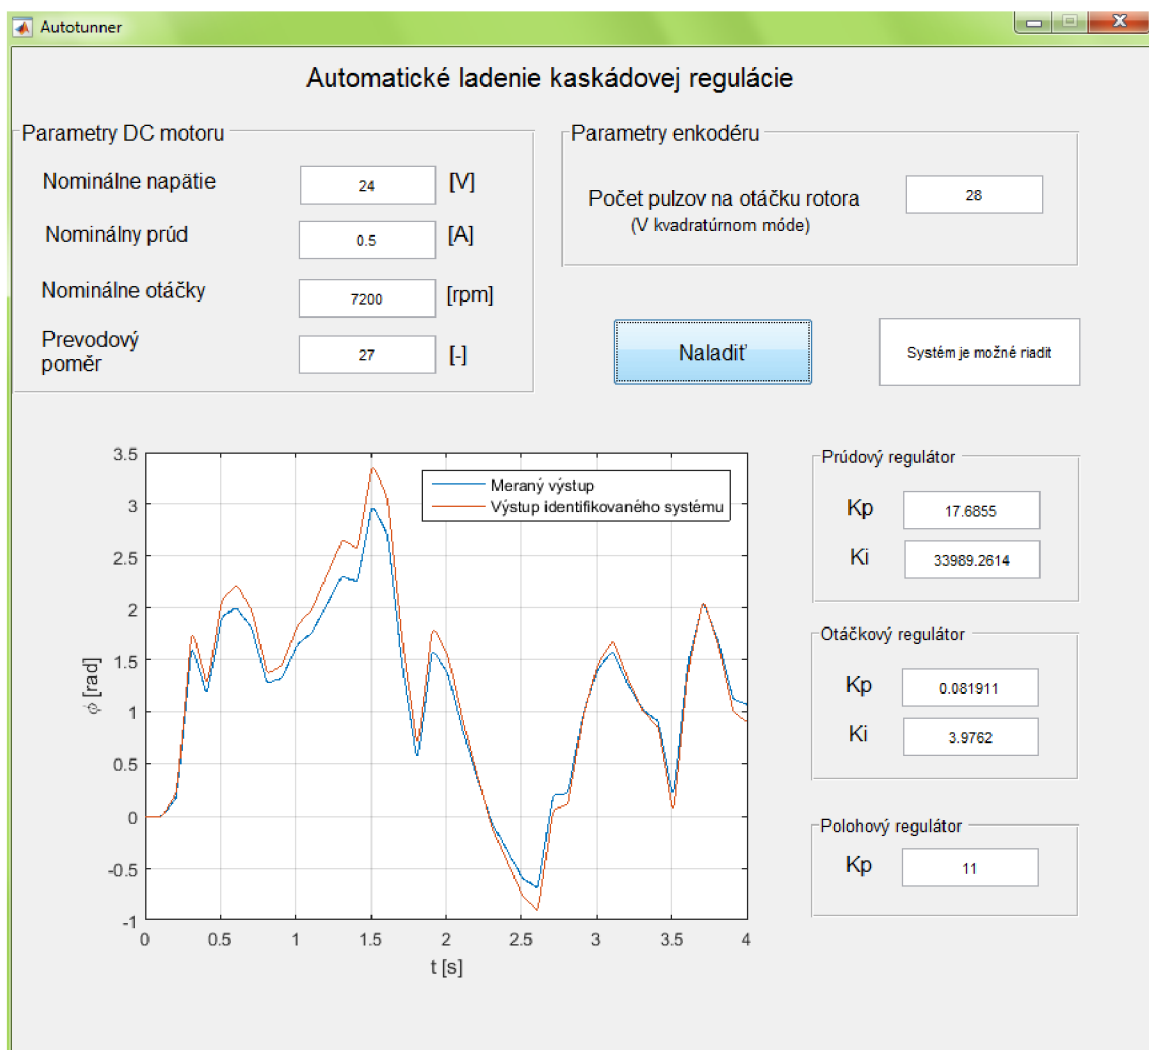 Autotunner
Automatické ladenie kaskádovej regulácie
Parametry DC motoru
Nominálne napätie 24 [V]
Nominálny prúd 0.5 [A]
Nominálne otáčky 7200 [rpm]
Prevodový
poměr 27 [-]
Parametry enkodéru
Počet pulzov na otáčku rotora 28
(V kvadratúrnom móde)
Naladiť
Systém je možné riadit
3.5
3
2.5
2
1.5
1
0.5
0
-0.5
-1
ϕ [rad]
Meraný výstup
Výstup identifikovaného systému
0 0.5 1 1.5 2 2.5 3 3.5 4
t [s]
Prúdový regulátor
Kp 17.6855
Ki 33989.2614
Otáčkový regulátor
Kp 0.081911
Ki 3.9762
Polohový regulátor
Kp 11